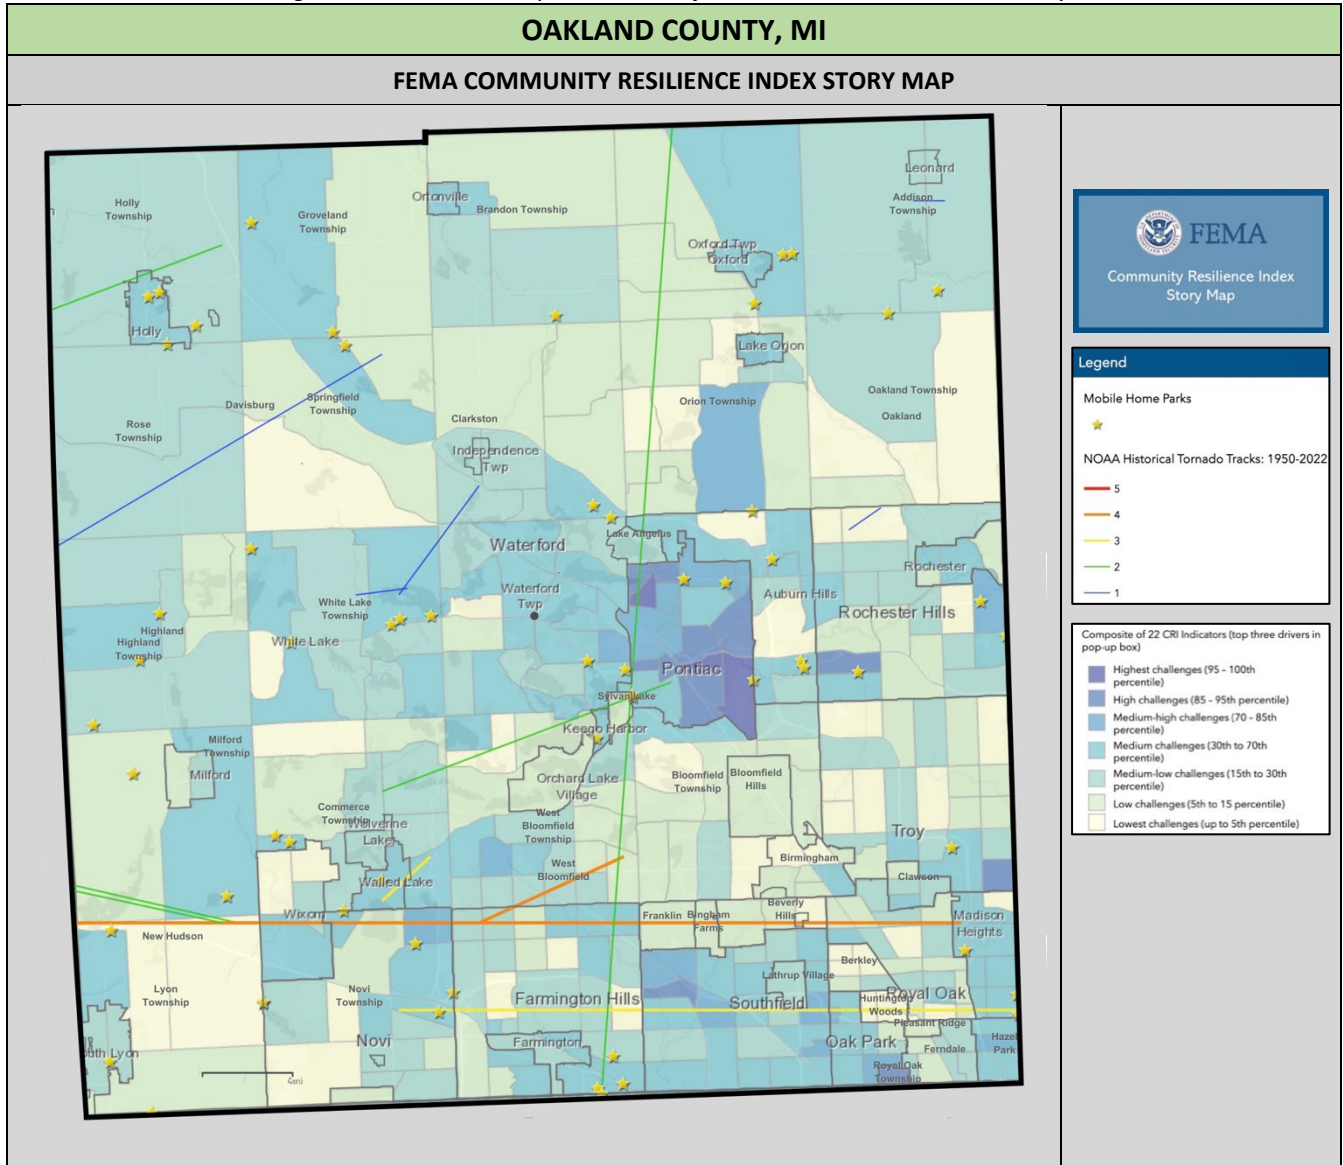 OAKLAND COUNTY, MI
FEMA COMMUNITY RESILIENCE INDEX STORY MAP
Leonard
Addison
Township
Holly
Township
Groveland
Township
Ortonville
Brandon Township
Oxford Twp
Oxford
Holly
Lake Orion
Davisburg
Springfield
Township
Orion Township
Oakland Township
Oakland
Rose
Township
Clarkston
Independence
Twp
Waterford
Lake Angelus
Rochester
Waterford
Twp
Auburn Hills
White Lake
Township
Rochester Hills
Highland
Highland
Township
White Lake
Pontiac
Sylvan Lake
Keego Harbor
Milford
Township
Milford
Orchard Lake
Village
Bloomfield
Township
Bloomfield
Hills
Commerce
Township
Wolverine
Lake
West
Bloomfield
Township
Troy
West
Bloomfield
Birmingham
Walled Lake
Clawson
Wixom
Franklin
Bingham
Farms
Beverly
Hills
Madison
Heights
New Hudson
Berkley
Lathrup Village
Lyon
Township
Novi
Township
Farmington Hills
Southfield
Huntington
Woods
Royal Oak
Pleasant Ridge
Novi
Farmington
Oak Park
Ferndale
Hazel
Park
uth Lyon
Royal Oak
Township
4mi
FEMA
Community Resilience Index
Story Map
Legend
Mobile Home Parks
NOAA Historical Tornado Tracks: 1950-2022
5
4
3
2
1
Composite of 22 CRI Indicators (top three drivers in
pop-up box)
Highest challenges (95 - 100th
percentile)
High challenges (85 - 95th percentile)
Medium-high challenges (70 - 85th
percentile)
Medium challenges (30th to 70th
percentile)
Medium-low challenges (15th to 30th
percentile)
Low challenges (5th to 15 percentile)
Lowest challenges (up to 5th percentile)